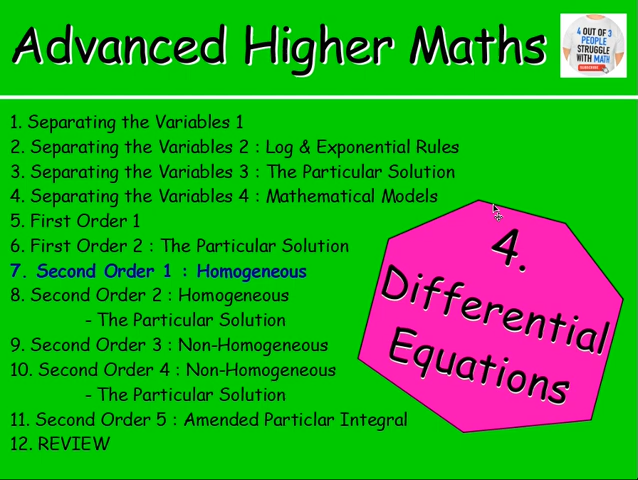 Advanced Higher Maths
4 OUT OF 3
PEOPLE
STRUGGLE
WITH MATH
1. Separating the Variables 1
2. Separating the Variables 2 : Log & Exponential Rules
3. Separating the Variables 3 : The Particular Solution
4. Separating the Variables 4 : Mathematical Models
5. First Order 1
6. First Order 2 : The Particular Solution
7. Second Order 1 : Homogeneous
8. Second Order 2 : Homogeneous
- The Particular Solution
9. Second Order 3 : Non-Homogeneous
10. Second Order 4 : Non-Homogeneous
- The Particular Solution
11. Second Order 5 : Amended Particlar Integral
12. REVIEW
4.
Differential
Equations